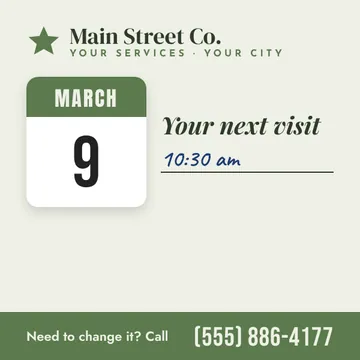 Main Street Co.
YOUR SERVICES · YOUR CITY
MARCH
9
Your next visit
10:30 am
Need to change it? Call
(555) 886-4177